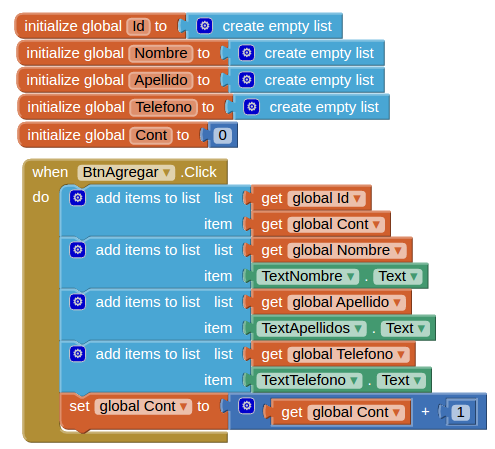 initialize global Id to create empty list
initialize global Nombre to create empty list
initialize global Apellido to create empty list
initialize global Telefono to create empty list
initialize global Cont to 0
when BtnAgregar .Click
do add items to list list get global Id
item get global Cont
add items to list list get global Nombre
item TextNombre . Text
add items to list list get global Apellido
item TextApellidos . Text
add items to list list get global Telefono
item TextTelefono . Text
set global Cont to get global Cont + 1